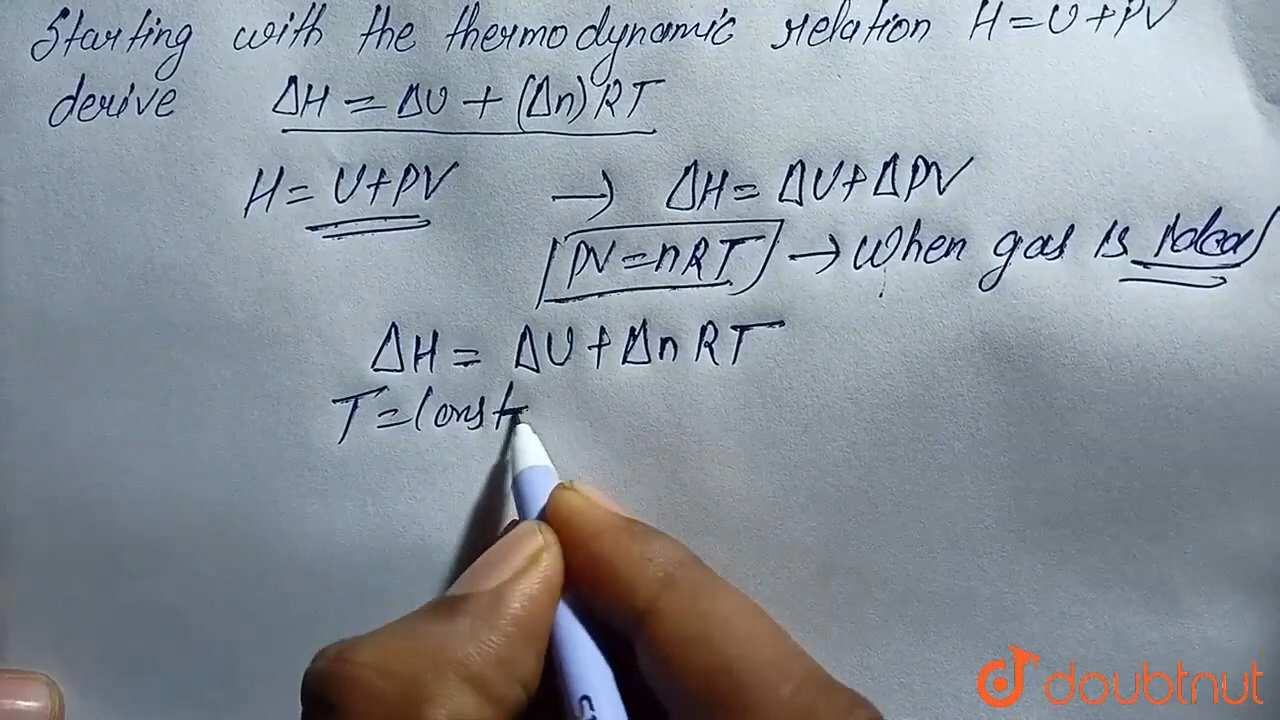 Starting with the thermodynamic relation H = U + PV
derive ΔH = ΔU + (Δn) RT
H = U + PV → ΔH = ΔU + ΔPV
PV = nRT → When gas is Ideal
ΔH = ΔU + Δn RT
T = Const
doubtnut